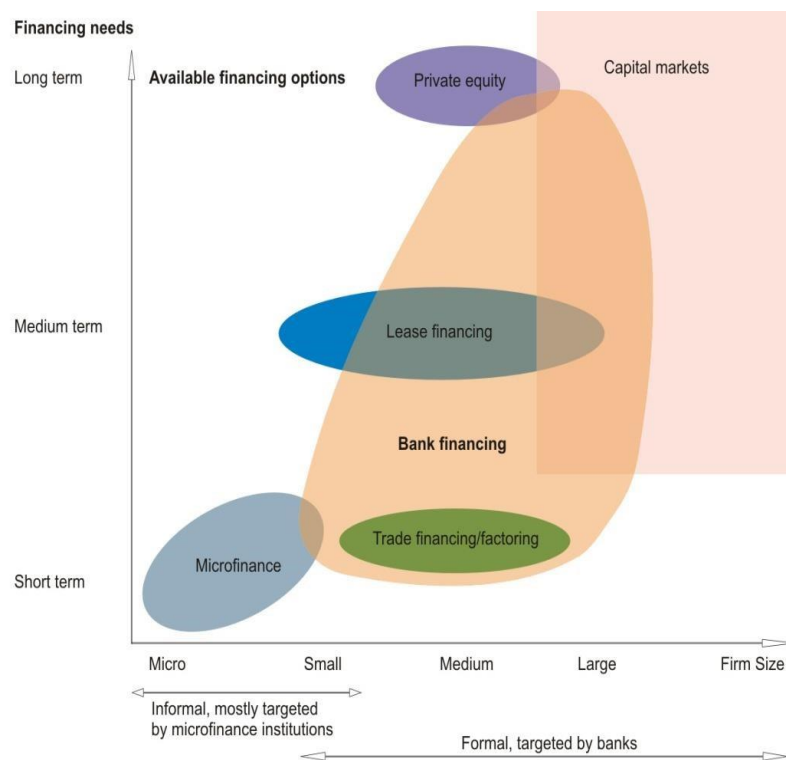 Financing needs
Long term
Available financing options
Private equity
Capital markets
Medium term
Lease financing
Bank financing
Trade financing/factoring
Microfinance
Short term
Micro
Small
Medium
Large
Firm Size
Informal, mostly targeted
by microfinance institutions
Formal, targeted by banks